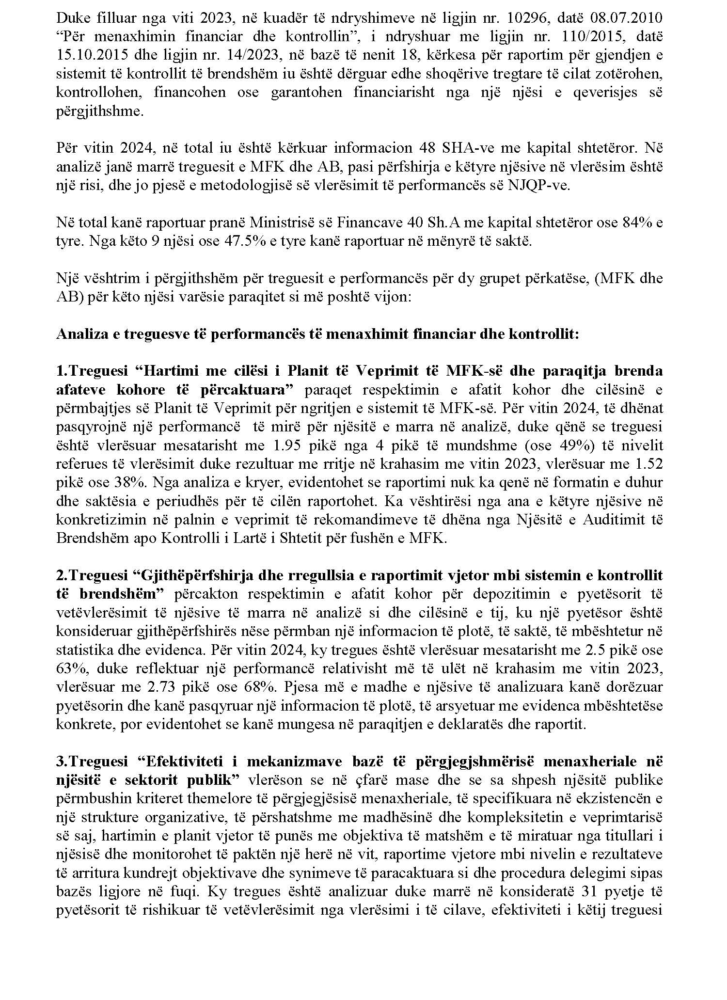 Duke filluar nga viti 2023, në kuadër të ndryshimeve në ligjin nr. 10296, datë 08.07.2010
“Për menaxhimin financiar dhe kontrollin”, i ndryshuar me ligjin nr. 110/2015, datë
15.10.2015 dhe ligjin nr. 14/2023, në bazë të nenit 18, kërkesa për raportim për gjendjen e
sistemit të kontrollit të brendshëm iu është dërguar edhe shoqërive tregtare të cilat zotërohen,
kontrollohen, financohen ose garantohen financiarisht nga një njësi e qeverisjes së
përgjithshme.
Për vitin 2024, në total iu është kërkuar informacion 48 SHA-ve me kapital shtetëror. Në
analizë janë marrë treguesit e MFK dhe AB, pasi përfshirja e këtyre njësive në vlerësim është
një risi, dhe jo pjesë e metodologjisë së vlerësimit të performancës së NJQP-ve.
Në total kanë raportuar pranë Ministrisë së Financave 40 Sh.A me kapital shtetëror ose 84% e
tyre. Nga këto 9 njësi ose 47.5% e tyre kanë raportuar në mënyrë të saktë.
Një vështrim i përgjithshëm për treguesit e performancës për dy grupet përkatëse, (MFK dhe
AB) për këto njësi varësie paraqitet si më poshtë vijon:
Analiza e treguesve të performancës të menaxhimit financiar dhe kontrollit:
1.Treguesi “Hartimi me cilësi i Planit të Veprimit të MFK-së dhe paraqitja brenda
afateve kohore të përcaktuara” paraqet respektimin e afatit kohor dhe cilësinë e
përmbajtjes së Planit të Veprimit për ngritjen e sistemit të MFK-së. Për vitin 2024, të dhënat
pasqyrojnë një performancë  të mirë për njësitë e marra në analizë, duke qënë se treguesi
është vlerësuar mesatarisht me 1.95 pikë nga 4 pikë të mundshme (ose 49%) të nivelit
referues të vlerësimit duke rezultuar me rritje në krahasim me vitin 2023, vlerësuar me 1.52
pikë ose 38%. Nga analiza e kryer, evidentohet se raportimi nuk ka qenë në formatin e duhur
dhe saktësia e periudhës për të cilën raportohet. Ka vështirësi nga ana e këtyre njësive në
konkretizimin në palnin e veprimit të rekomandimeve të dhëna nga Njësitë e Auditimit të
Brendshëm apo Kontrolli i Lartë i Shtetit për fushën e MFK.
2.Treguesi “Gjithëpërfshirja dhe rregullsia e raportimit vjetor mbi sistemin e kontrollit
të brendshëm” përcakton respektimin e afatit kohor për depozitimin e pyetësorit të
vetëvlerësimit të njësive të marra në analizë si dhe cilësinë e tij, ku një pyetësor është
konsideruar gjithëpërfshirës nëse përmban një informacion të plotë, të saktë, të mbështetur në
statistika dhe evidenca. Për vitin 2024, ky tregues është vlerësuar mesatarisht me 2.5 pikë ose
63%, duke reflektuar një performancë relativisht më të ulët në krahasim me vitin 2023,
vlerësuar me 2.73 pikë ose 68%. Pjesa më e madhe e njësive të analizuara kanë dorëzuar
pyetësorin dhe kanë pasqyruar një informacion të plotë, të arsyetuar me evidenca mbështetëse
konkrete, por evidentohet se kanë mungesa në paraqitjen e deklaratës dhe raportit.
3.Treguesi “Efektiviteti i mekanizmave bazë të përgjegjshmërisë menaxheriale në
njësitë e sektorit publik” vlerëson se në çfarë mase dhe se sa shpesh njësitë publike
përmbushin kriteret themelore të përgjegjësisë menaxheriale, të specifikuara në ekzistencën e
një strukture organizative, të përshatshme me madhësinë dhe kompleksitetin e veprimtarisë
së saj, hartimin e planit vjetor të punës me objektiva të matshëm e të miratuar nga titullari i
njësisë dhe monitorohet të paktën një herë në vit, raportime vjetore mbi nivelin e rezultateve
të arritura kundrejt objektivave dhe synimeve të paracaktuara si dhe procedura delegimi sipas
bazës ligjore në fuqi. Ky tregues është analizuar duke marrë në konsideratë 31 pyetje të
pyetësorit të rishikuar të vetëvlerësimit nga vlerësimi i të cilave, efektiviteti i këtij treguesi